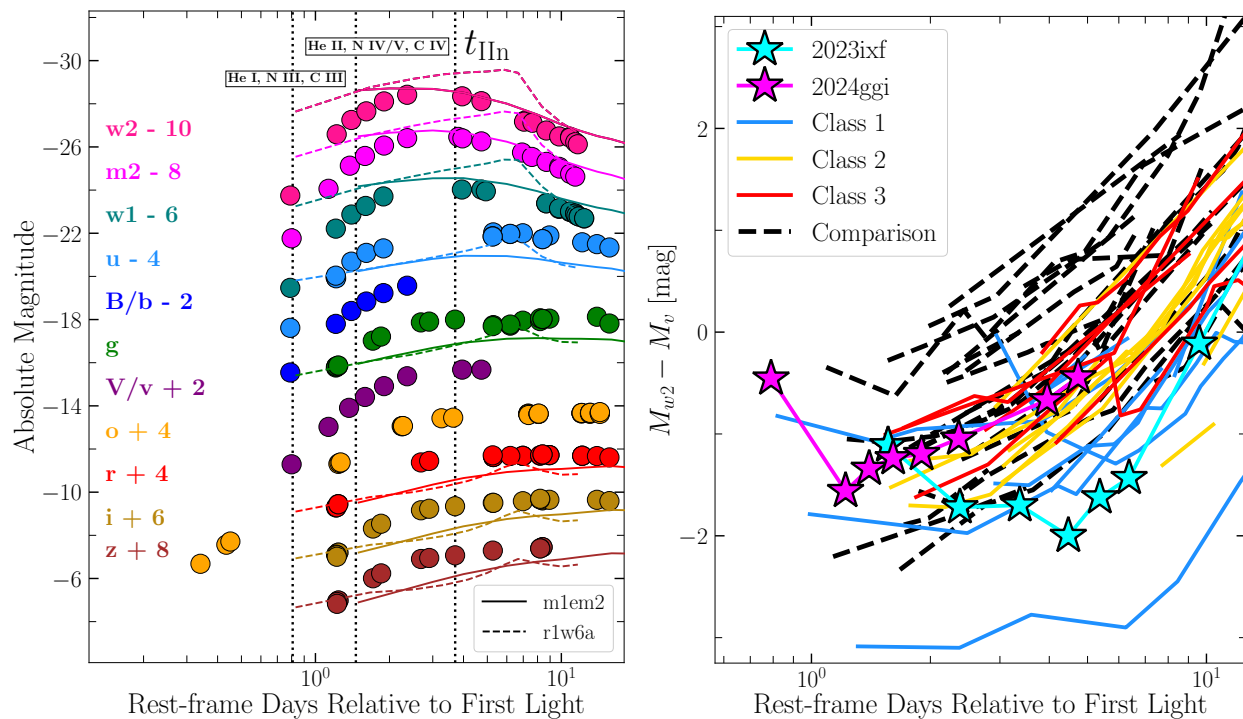 He II, N IV/V, C IV
t_IIn
He I, N III, C III
−30
−26
−22
−18
−14
−10
−6
Absolute Magnitude
w2 - 10
m2 - 8
w1 - 6
u - 4
B/b - 2
g
V/v + 2
o + 4
r + 4
i + 6
z + 8
m1em2
r1w6a
10^0
10^1
Rest-frame Days Relative to First Light
2023ixf
2024ggi
Class 1
Class 2
Class 3
Comparison
2
0
−2
M_w2 − M_v [mag]
10^0
10^1
Rest-frame Days Relative to First Light